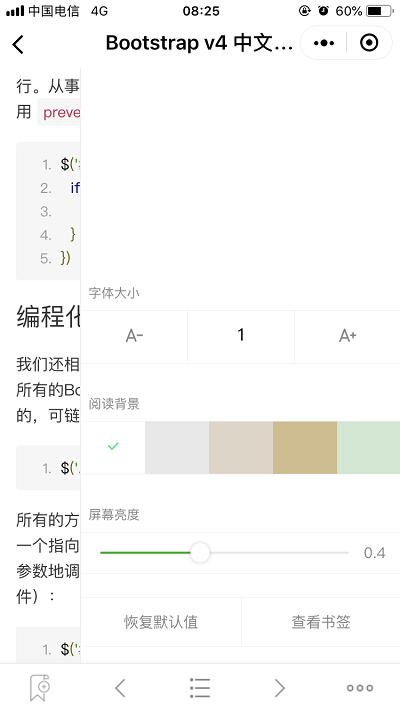 中国电信 4G 08:25 60%
Bootstrap v4 中文...
行。从事
用 preve
1. $('#
2. if
3.
4. }
5. })
编程化
我们还相
所有的Bo
的，可链
1. $('.
所有的方
一个指向
参数地调
件）：
1. $('#
字体大小
A- 1 A+
阅读背景
屏幕亮度
0.4
恢复默认值 查看书签